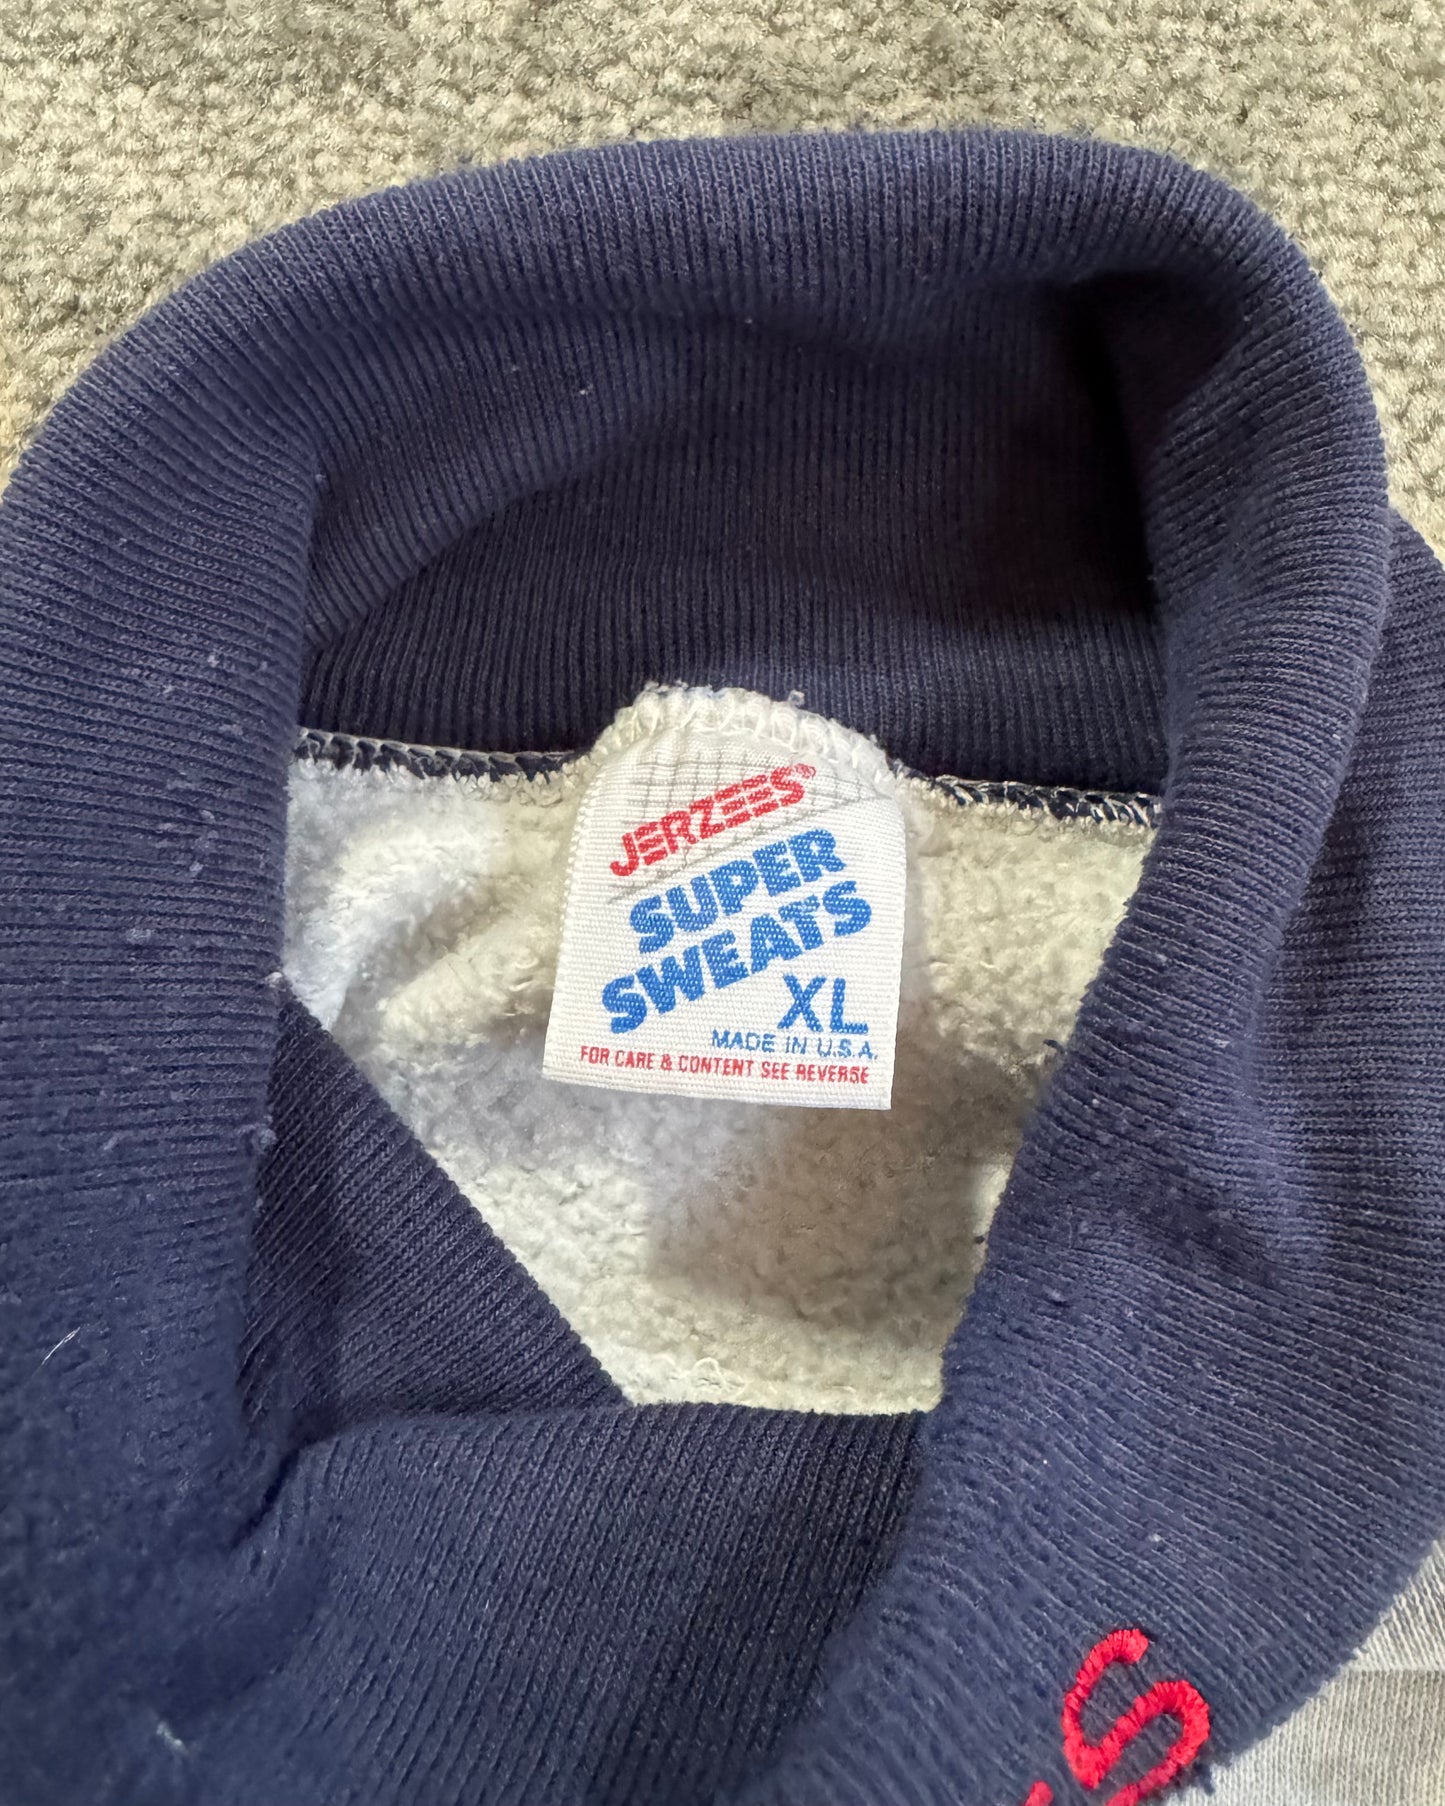 JERZEES®
SUPER
SWEATS
XL
MADE IN U.S.A.
FOR CARE & CONTENT SEE REVERSE
S